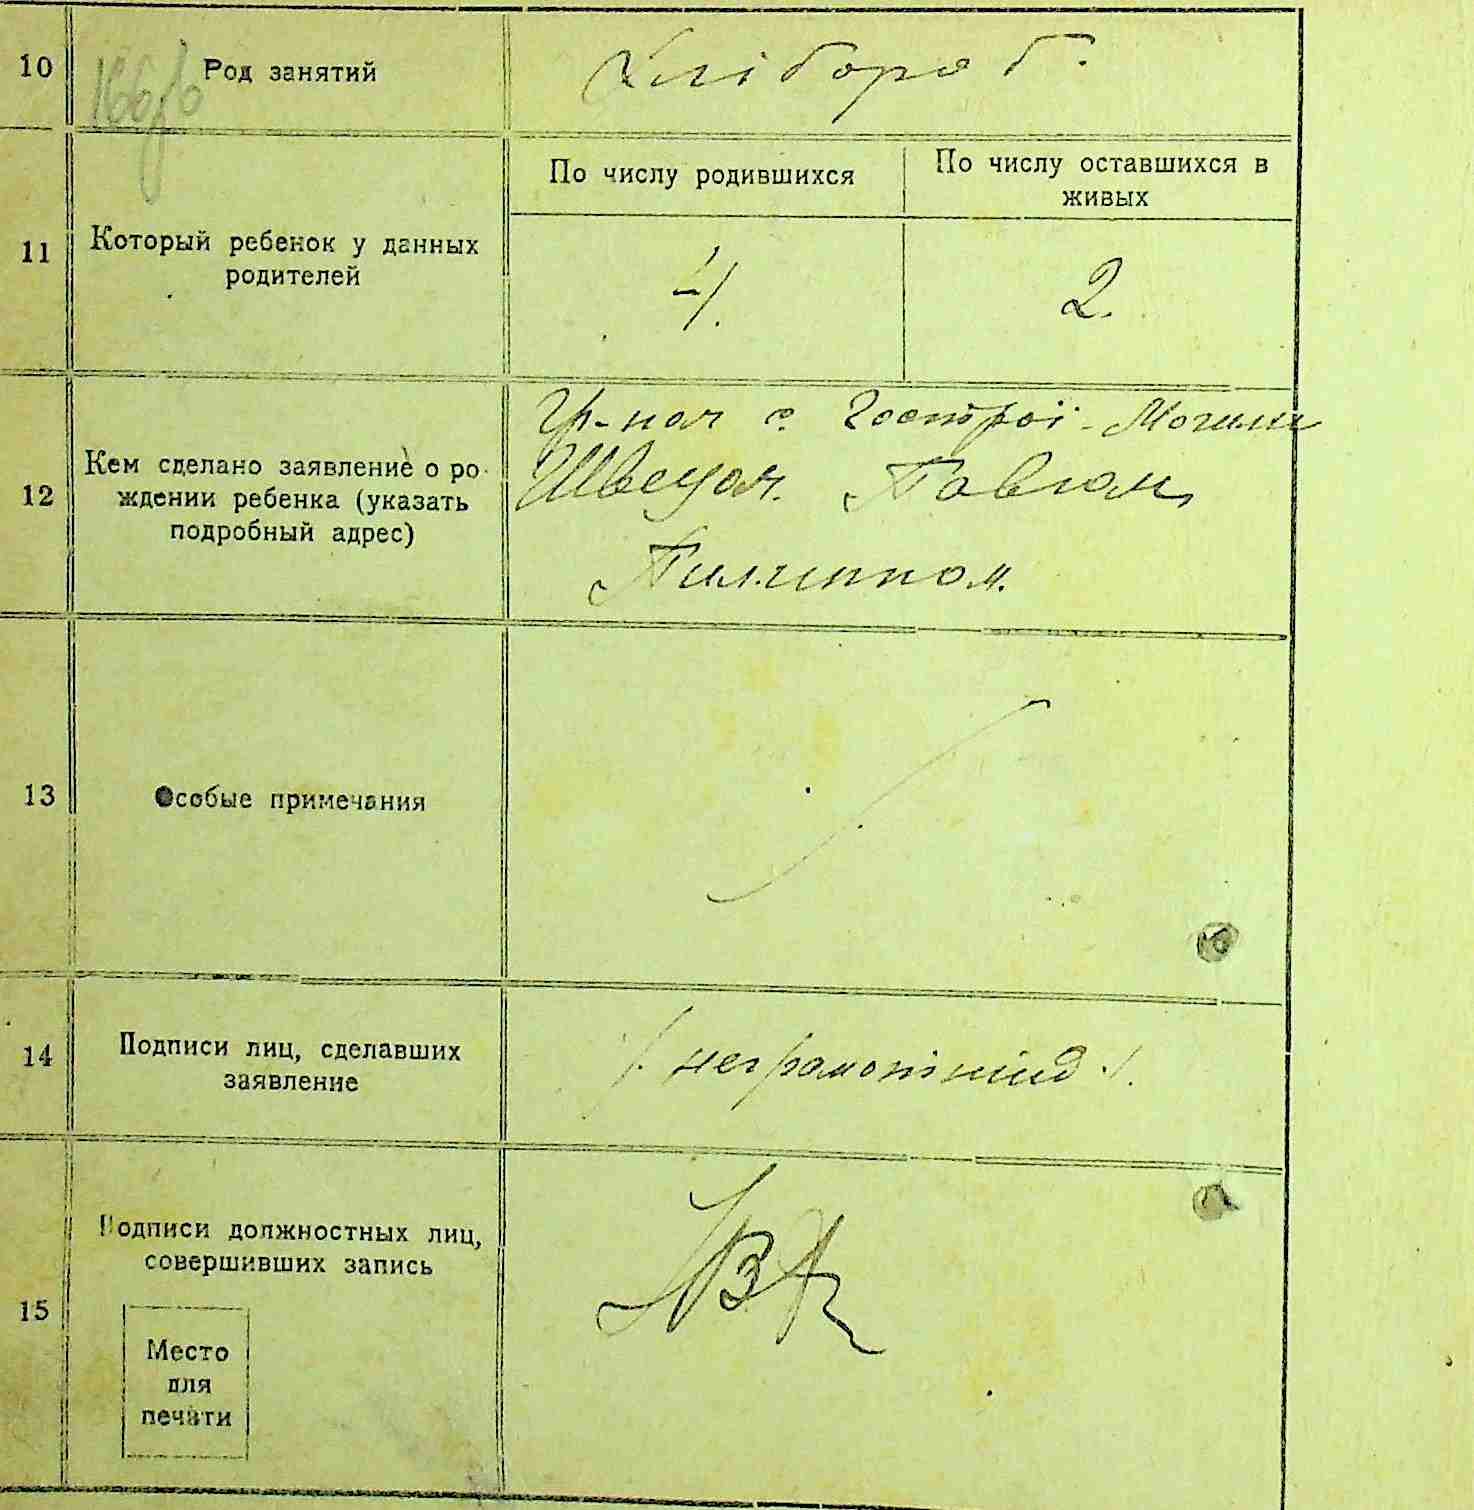 10
Род занятий
Хлібороб.
11
Который ребенок у данных
родителей
По числу родившихся
По числу оставшихся в
живых
4.
2.
12
Кем сделано заявление о ро-
ждении ребенка (указать
подробный адрес)
Гр-ном с. Гострої-Могили
Швецом. Павлом
Пилиппом.
13
Особые примечания
14
Подписи лиц, сделавших
заявление
/. неграмотний ./.
15
Подписи должностных лиц,
совершивших запись
Место
для
печати